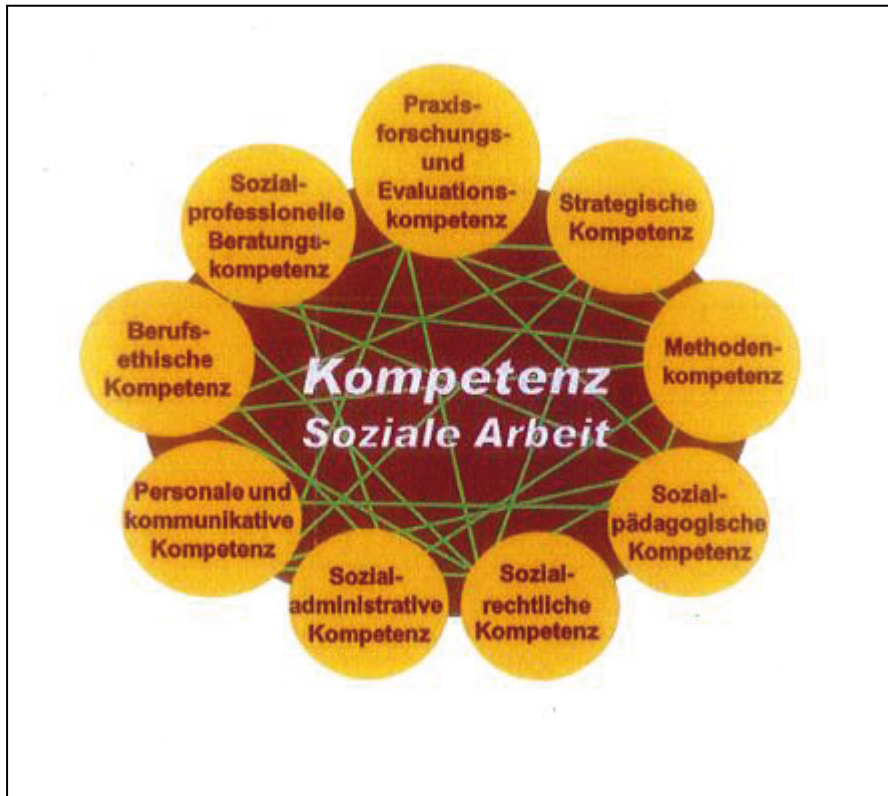 Praxis-
forschungs-
und
Evaluations-
kompetenz
Strategische
Kompetenz
Methoden-
kompetenz
Sozial-
pädagogische
Kompetenz
Sozial-
rechtliche
Kompetenz
Sozial-
administrative
Kompetenz
Personale und
kommunikative
Kompetenz
Berufs-
ethische
Kompetenz
Sozial-
professionelle
Beratungs-
kompetenz
Kompetenz
Soziale Arbeit